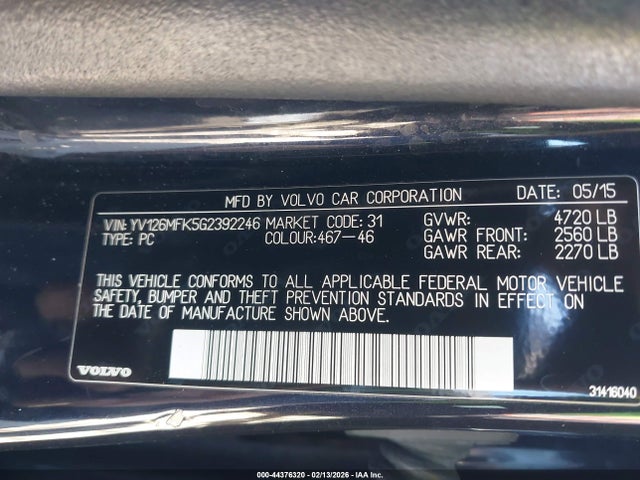 MFD BY VOLVO CAR CORPORATION DATE: 05/15
VIN: YV126MFK5G2392246 MARKET CODE: 31 GVWR: 4720 LB
TYPE: PC COLOUR: 467-46 GAWR FRONT: 2560 LB
GAWR REAR: 2270 LB
THIS VEHICLE CONFORMS TO ALL APPLICABLE FEDERAL MOTOR VEHICLE
SAFETY, BUMPER AND THEFT PREVENTION STANDARDS IN EFFECT ON
THE DATE OF MANUFACTURE SHOWN ABOVE.
VOLVO 31416040
000-44376320 - 02/13/2026 - IAA Inc.